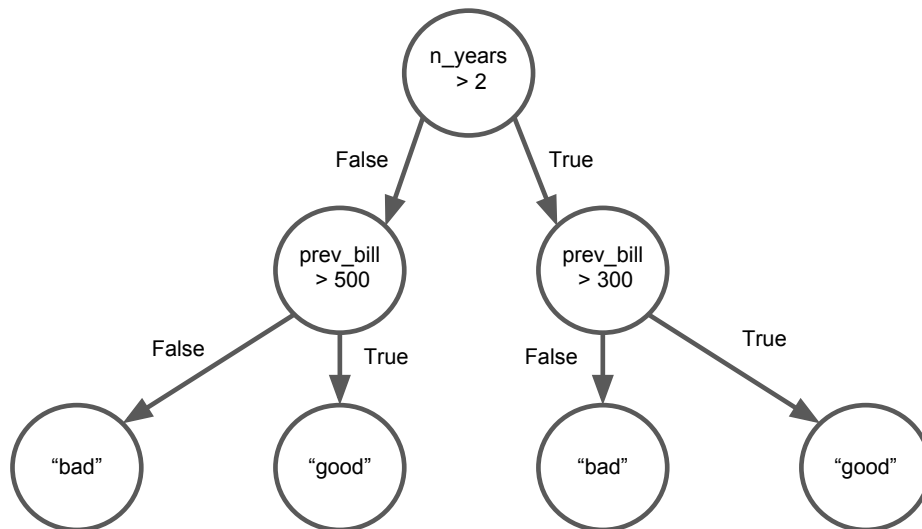 n_years
> 2
False
True
prev_bill
> 500
prev_bill
> 300
False
True
False
True
“bad”
“good”
“bad”
“good”